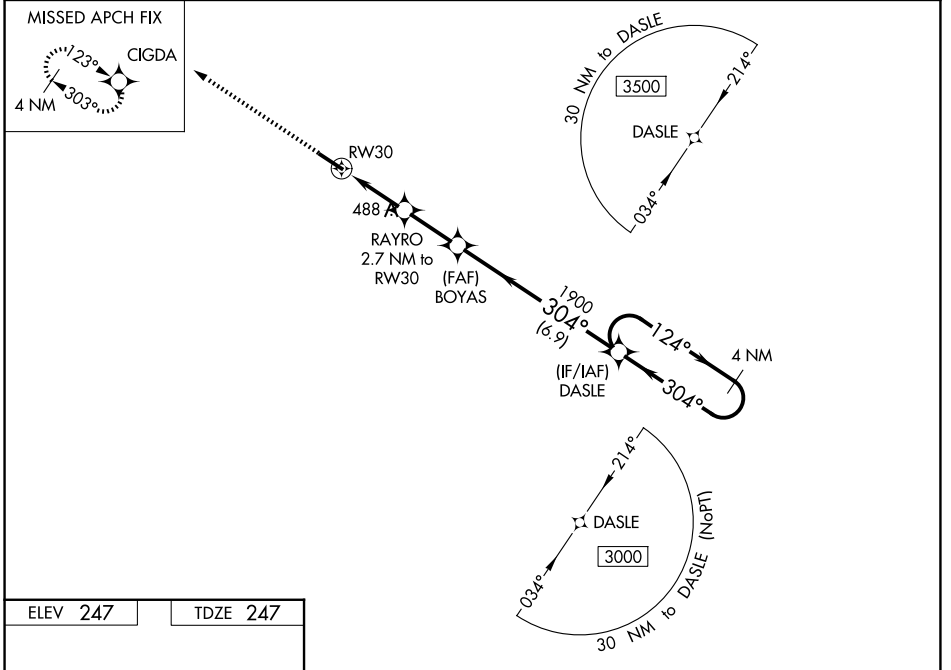 MISSED APCH FIX
CIGDA
123°
303°
4 NM
30 NM to DASLE
3500
214°
DASLE
034°
RW30
488
RAYRO
2.7 NM to
RW30
(FAF)
BOYAS
1900
304°
(6.9)
(IF/IAF)
DASLE
124°
4 NM
304°
214°
DASLE
3000
034°
30 NM to DASLE (NoPT)
ELEV 247
TDZE 247